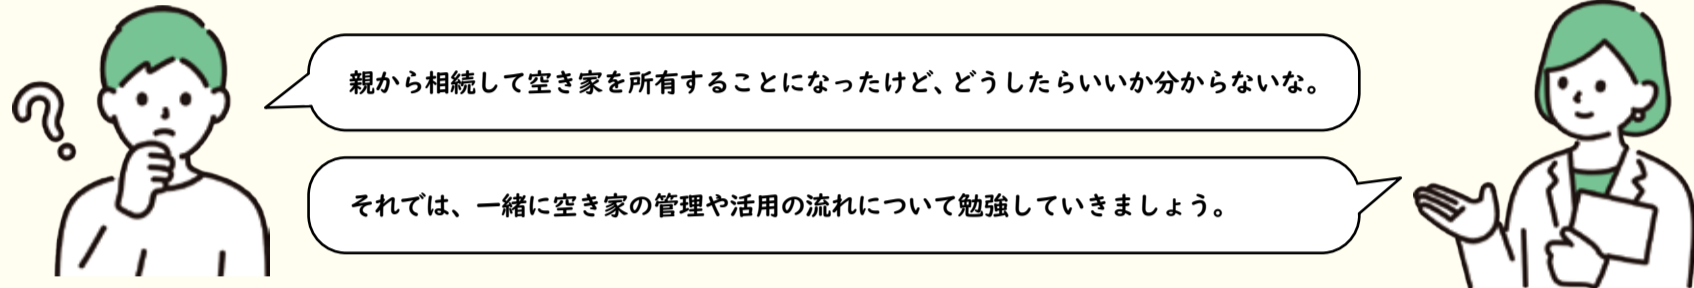 親から相続して空き家を所有することになったけど、どうしたらいいか分からないな。
それでは、一緒に空き家の管理や活用の流れについて勉強していきましょう。